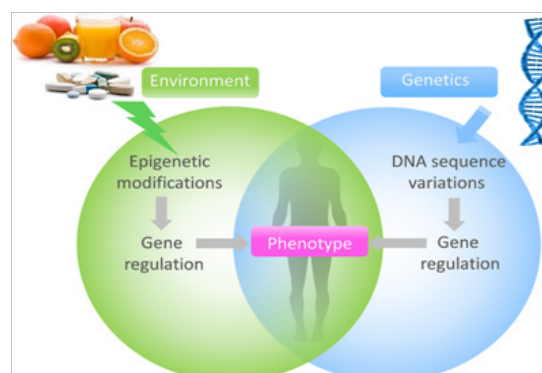 Environment
Genetics
Epigenetic
modifications
DNA sequence
variations
Gene
regulation
Phenotype
Gene
regulation